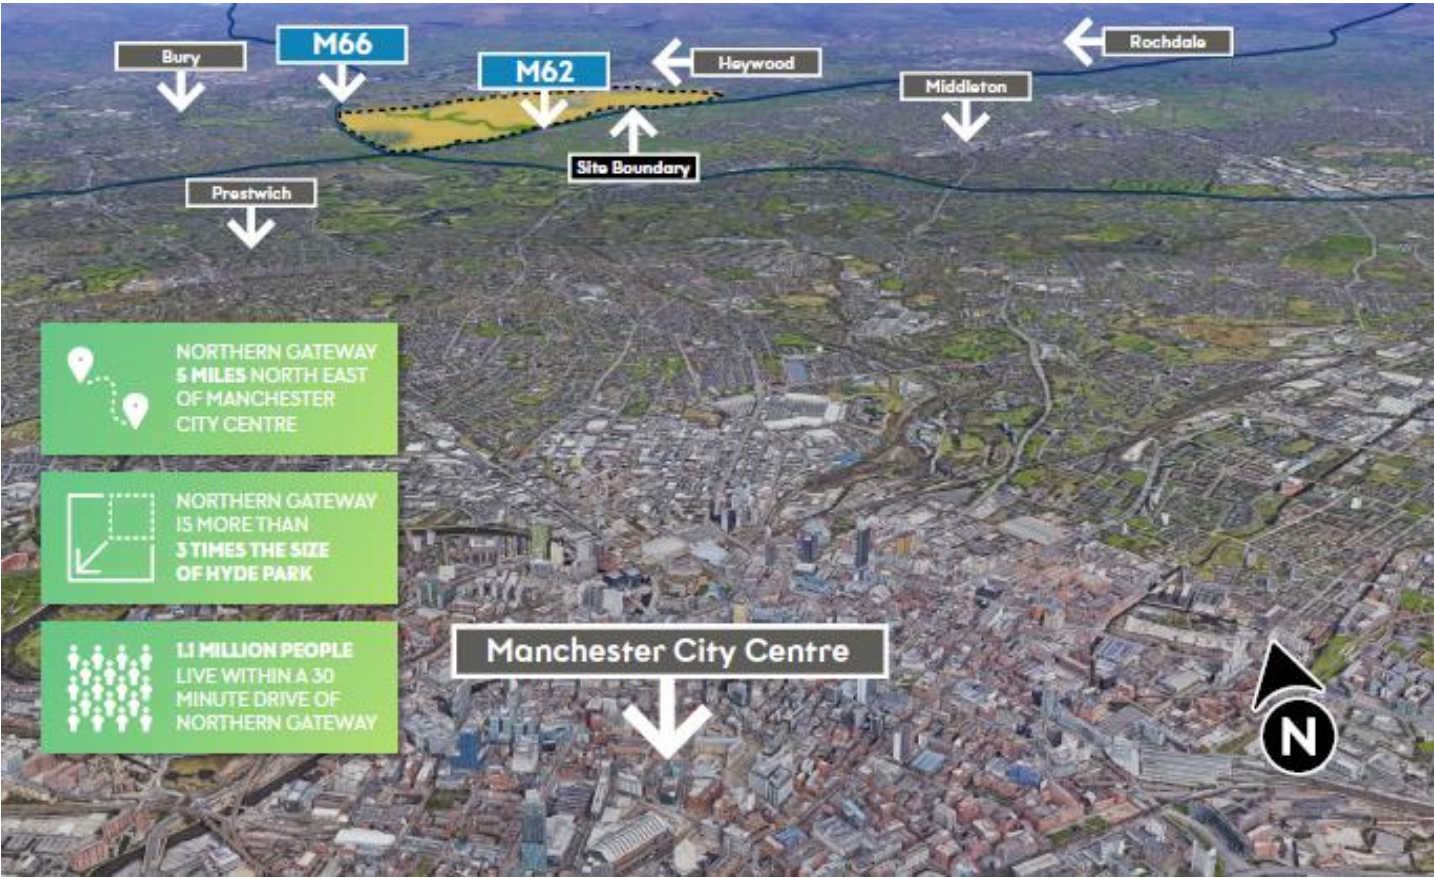 Bury
M66
M62
Heywood
Rochdale
Middleton
Site Boundary
Prestwich
NORTHERN GATEWAY
5 MILES NORTH EAST
OF MANCHESTER
CITY CENTRE
NORTHERN GATEWAY
IS MORE THAN
3 TIMES THE SIZE
OF HYDE PARK
1.1 MILLION PEOPLE
LIVE WITHIN A 30
MINUTE DRIVE OF
NORTHERN GATEWAY
Manchester City Centre
N